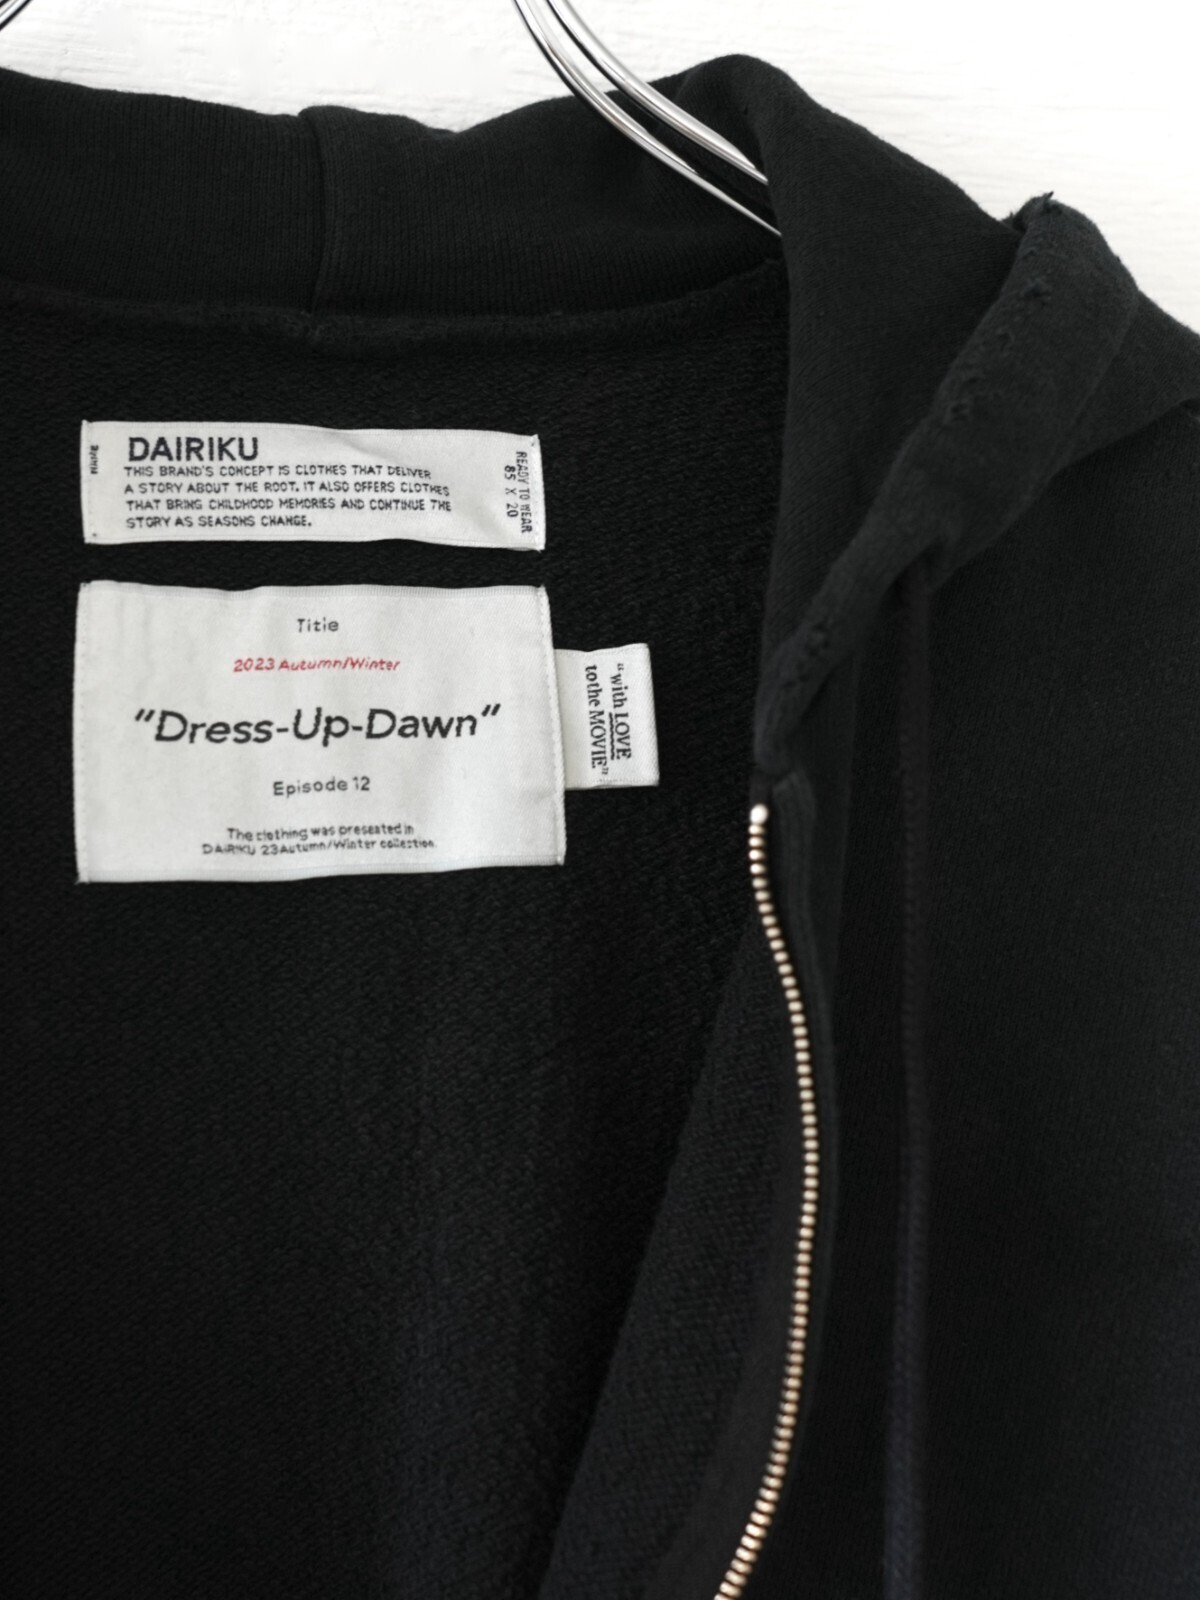 DAIRIKU
THIS BRAND'S CONCEPT IS CLOTHES THAT DELIVER
A STORY ABOUT THE ROOT. IT ALSO OFFERS CLOTHES
THAT BRING CHILDHOOD MEMORIES AND CONTINUE THE
STORY AS SEASONS CHANGE.
READY TO WEAR
85 X 20
Title
2023 Autumn/Winter
"Dress-Up-Dawn"
Episode 12
The clothing was presented in
DAIRIKU 23Autumn/Winter collection.
"with LOVE
to the MOVIE"